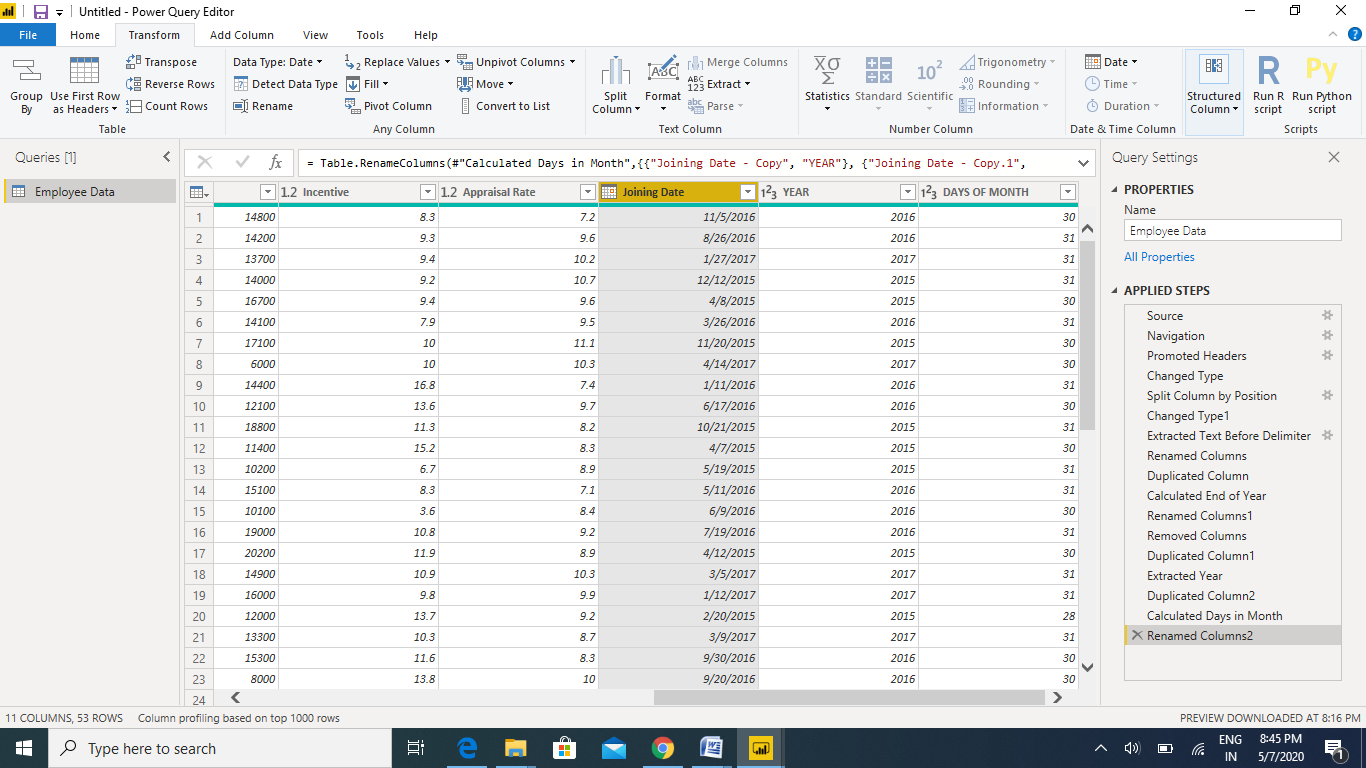 Untitled - Power Query Editor
File Home Transform Add Column View Tools Help
Group By
Use First Row as Headers
Transpose
Reverse Rows
Count Rows
Table
Data Type: Date
Detect Data Type
Rename
Replace Values
Fill
Pivot Column
Unpivot Columns
Move
Convert to List
Any Column
Split Column
Format
ABC
Merge Columns
ABC 123 Extract
abc Parse
Text Column
XΣ σ Statistics
Standard
10² Scientific
Trigonometry
.00 Rounding
Information
Number Column
Date
Time
Duration
Date & Time Column
Structured Column
R Run R script
Py Run Python script
Scripts
Queries [1]
Employee Data
fx = Table.RenameColumns(#"Calculated Days in Month",{{"Joining Date - Copy", "YEAR"}, {"Joining Date - Copy.1",
1.2 Incentive 1.2 Appraisal Rate Joining Date 1²3 YEAR 1²3 DAYS OF MONTH
1 14800 8.3 7.2 11/5/2016 2016 30
2 14200 9.3 9.6 8/26/2016 2016 31
3 13700 9.4 10.2 1/27/2017 2017 31
4 14000 9.2 10.7 12/12/2015 2015 31
5 16700 9.4 9.6 4/8/2015 2015 30
6 14100 7.9 9.5 3/26/2016 2016 31
7 17100 10 11.1 11/20/2015 2015 30
8 6000 10 10.3 4/14/2017 2017 30
9 14400 16.8 7.4 1/11/2016 2016 31
10 12100 13.6 9.7 6/17/2016 2016 30
11 18800 11.3 8.2 10/21/2015 2015 31
12 11400 15.2 8.3 4/7/2015 2015 30
13 10200 6.7 8.9 5/19/2015 2015 31
14 15100 8.3 7.1 5/11/2016 2016 31
15 10100 3.6 8.4 6/9/2016 2016 30
16 19000 10.8 9.2 7/19/2016 2016 31
17 20200 11.9 8.9 4/12/2015 2015 30
18 14900 10.9 10.3 3/5/2017 2017 31
19 16000 9.8 9.9 1/12/2017 2017 31
20 12000 13.7 9.2 2/20/2015 2015 28
21 13300 10.3 8.7 3/9/2017 2017 31
22 15300 11.6 8.3 9/30/2016 2016 30
23 8000 13.8 10 9/20/2016 2016 30
24
Query Settings
PROPERTIES
Name
Employee Data
All Properties
APPLIED STEPS
Source
Navigation
Promoted Headers
Changed Type
Split Column by Position
Changed Type1
Extracted Text Before Delimiter
Renamed Columns
Duplicated Column
Calculated End of Year
Renamed Columns1
Removed Columns
Duplicated Column1
Extracted Year
Duplicated Column2
Calculated Days in Month
Renamed Columns2
11 COLUMNS, 53 ROWS Column profiling based on top 1000 rows
PREVIEW DOWNLOADED AT 8:16 PM
Type here to search
ENG
IN
8:45 PM
5/7/2020
1